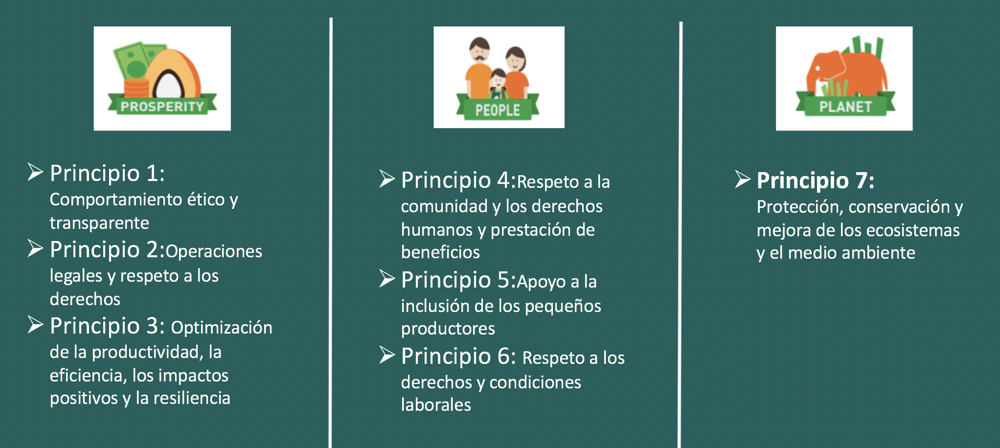 PROSPERITY
Principio 1:
Comportamiento ético y
transparente
Principio 2:Operaciones
legales y respeto a los
derechos
Principio 3: Optimización
de la productividad, la
eficiencia, los impactos
positivos y la resiliencia
PEOPLE
Principio 4:Respeto a la
comunidad y los derechos
humanos y prestación de
beneficios
Principio 5:Apoyo a la
inclusión de los pequeños
productores
Principio 6: Respeto a los
derechos y condiciones
laborales
PLANET
Principio 7:
Protección, conservación y
mejora de los ecosistemas
y el medio ambiente